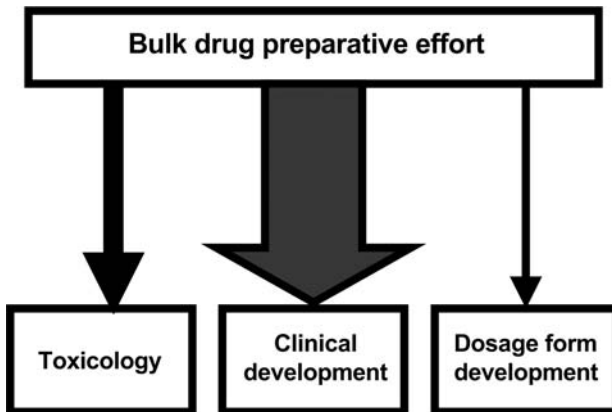 Bulk drug preparative effort
Toxicology
Clinical
development
Dosage form
development